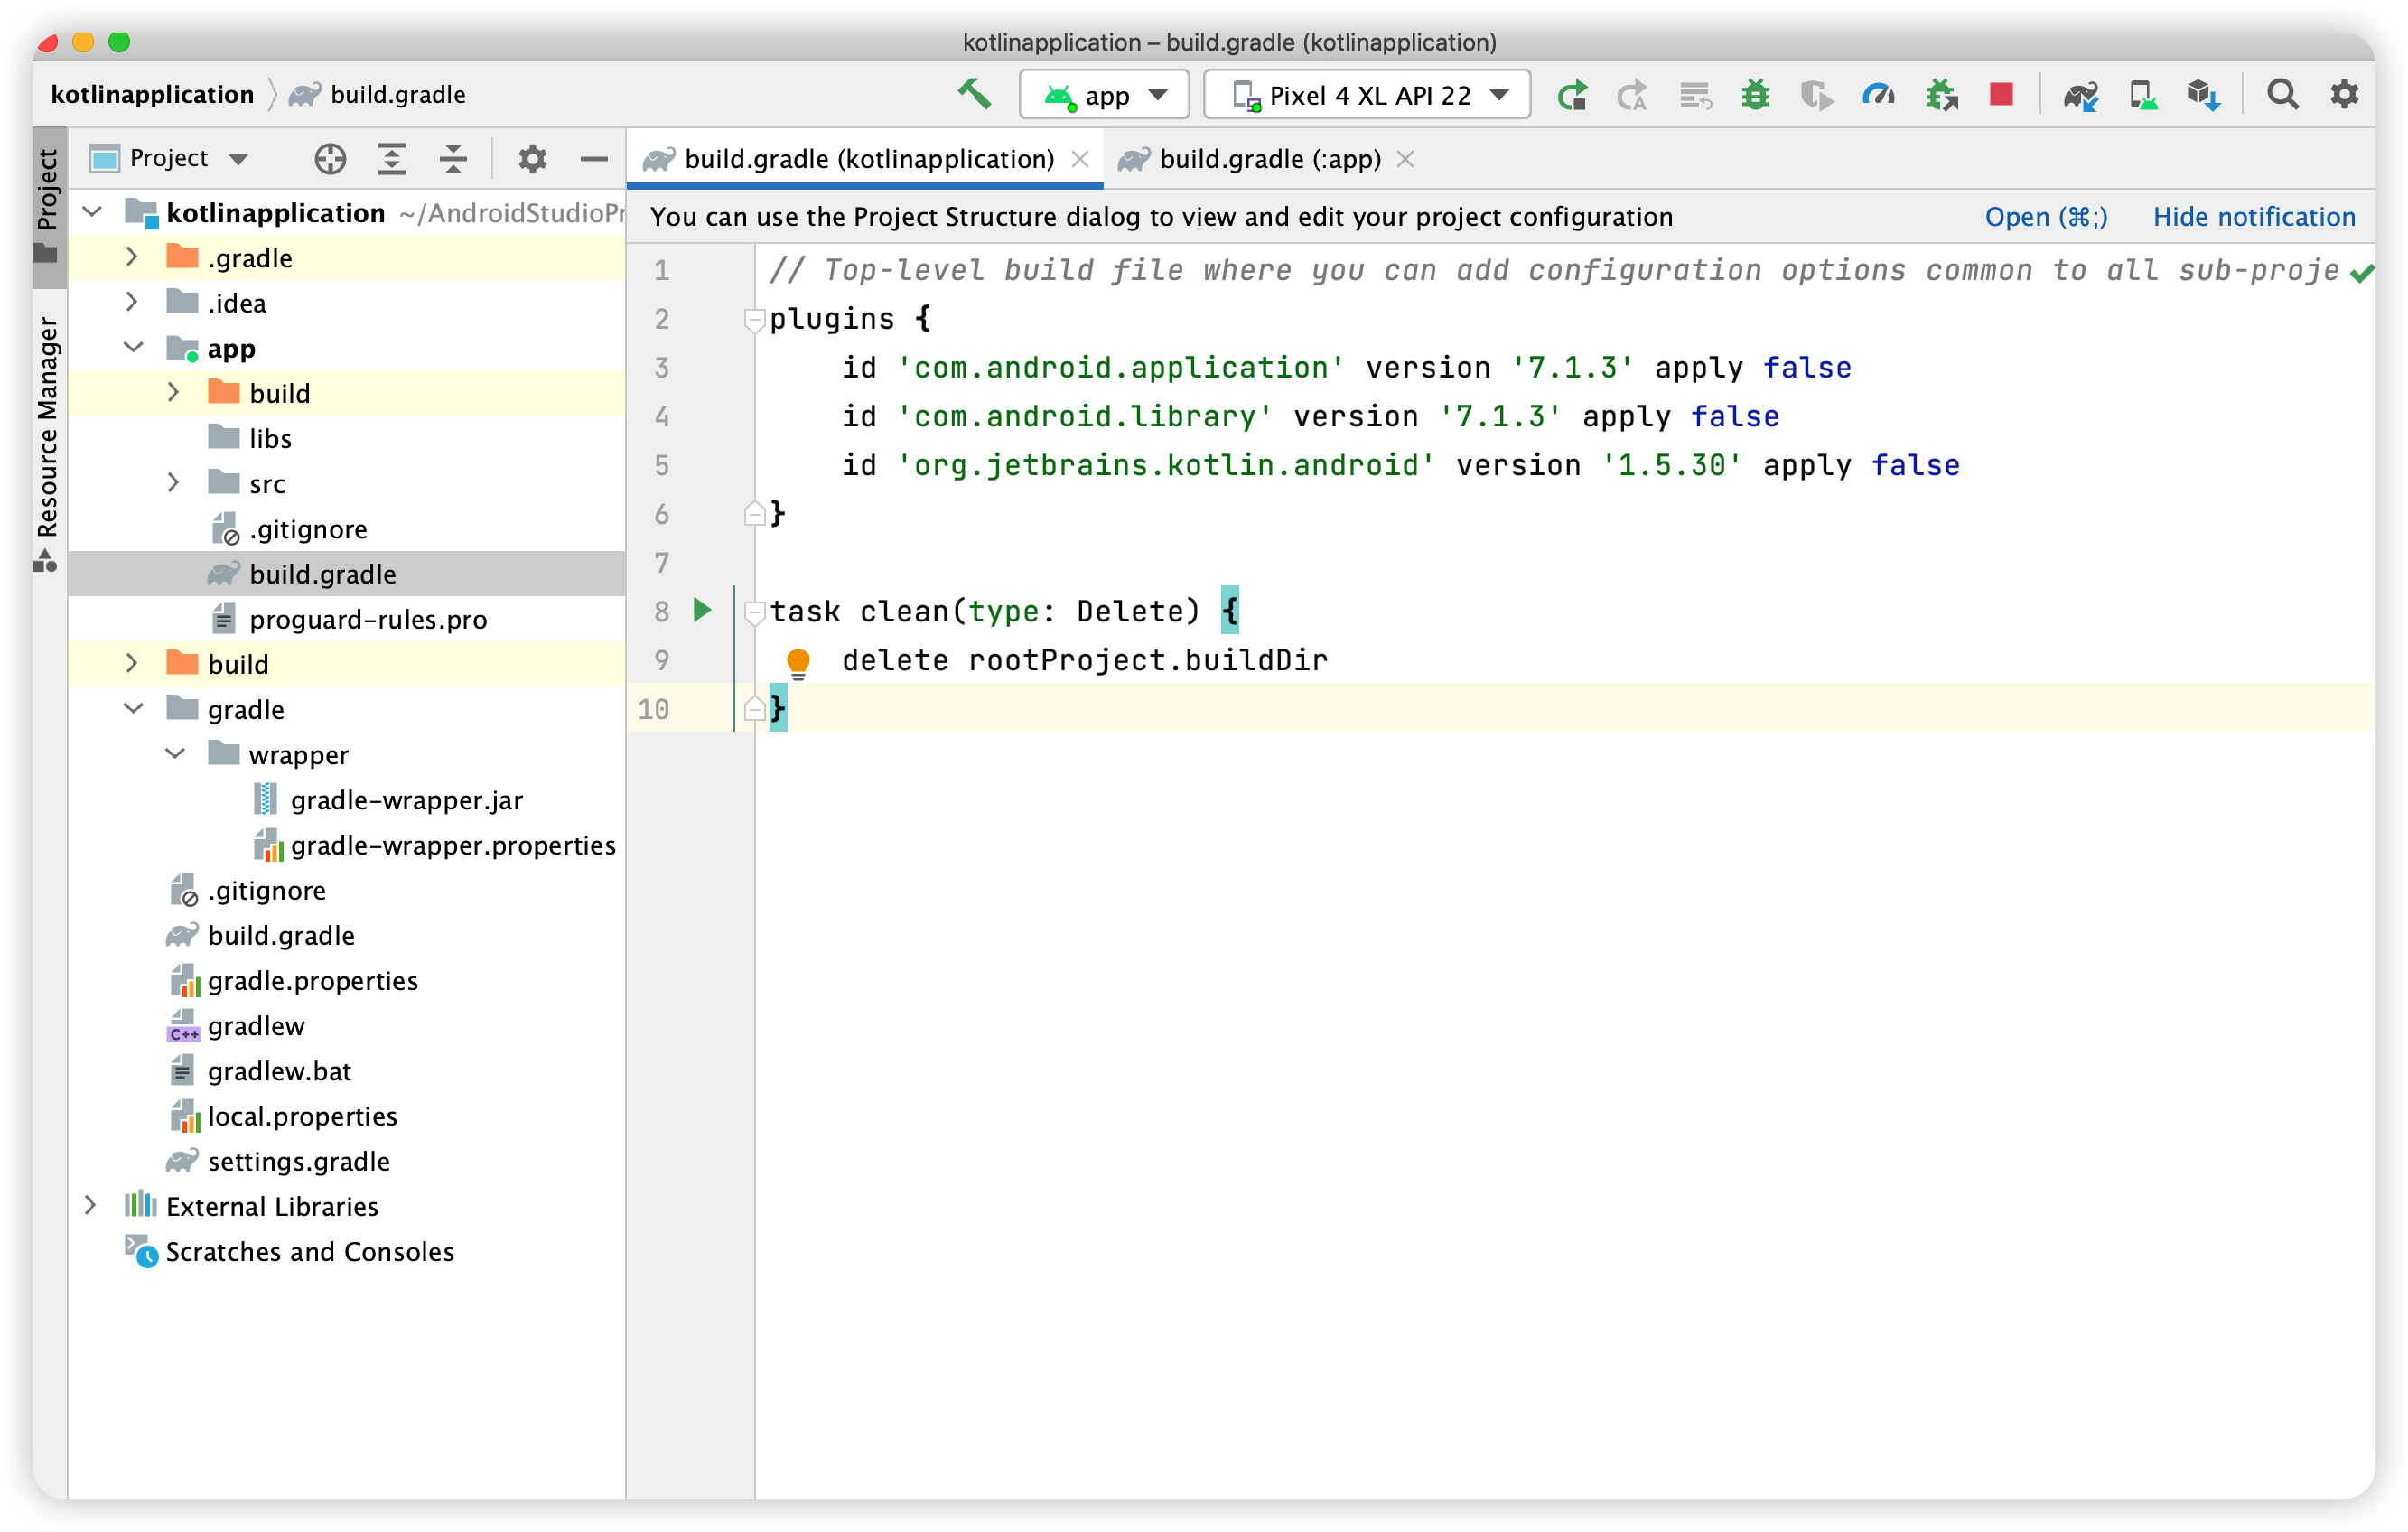 kotlinapplication – build.gradle (kotlinapplication)
kotlinapplication build.gradle app Pixel 4 XL API 22
Project
Resource Manager
Project
kotlinapplication ~/AndroidStudioPr
.gradle
.idea
app
build
libs
src
.gitignore
build.gradle
proguard-rules.pro
build
gradle
wrapper
gradle-wrapper.jar
gradle-wrapper.properties
.gitignore
build.gradle
gradle.properties
C++ gradlew
gradlew.bat
local.properties
settings.gradle
External Libraries
Scratches and Consoles
build.gradle (kotlinapplication) build.gradle (:app)
You can use the Project Structure dialog to view and edit your project configuration Open (⌘;) Hide notification
1 // Top-level build file where you can add configuration options common to all sub-proje
2 plugins {
3 id 'com.android.application' version '7.1.3' apply false
4 id 'com.android.library' version '7.1.3' apply false
5 id 'org.jetbrains.kotlin.android' version '1.5.30' apply false
6 }
7
8 task clean(type: Delete) {
9 delete rootProject.buildDir
10 }